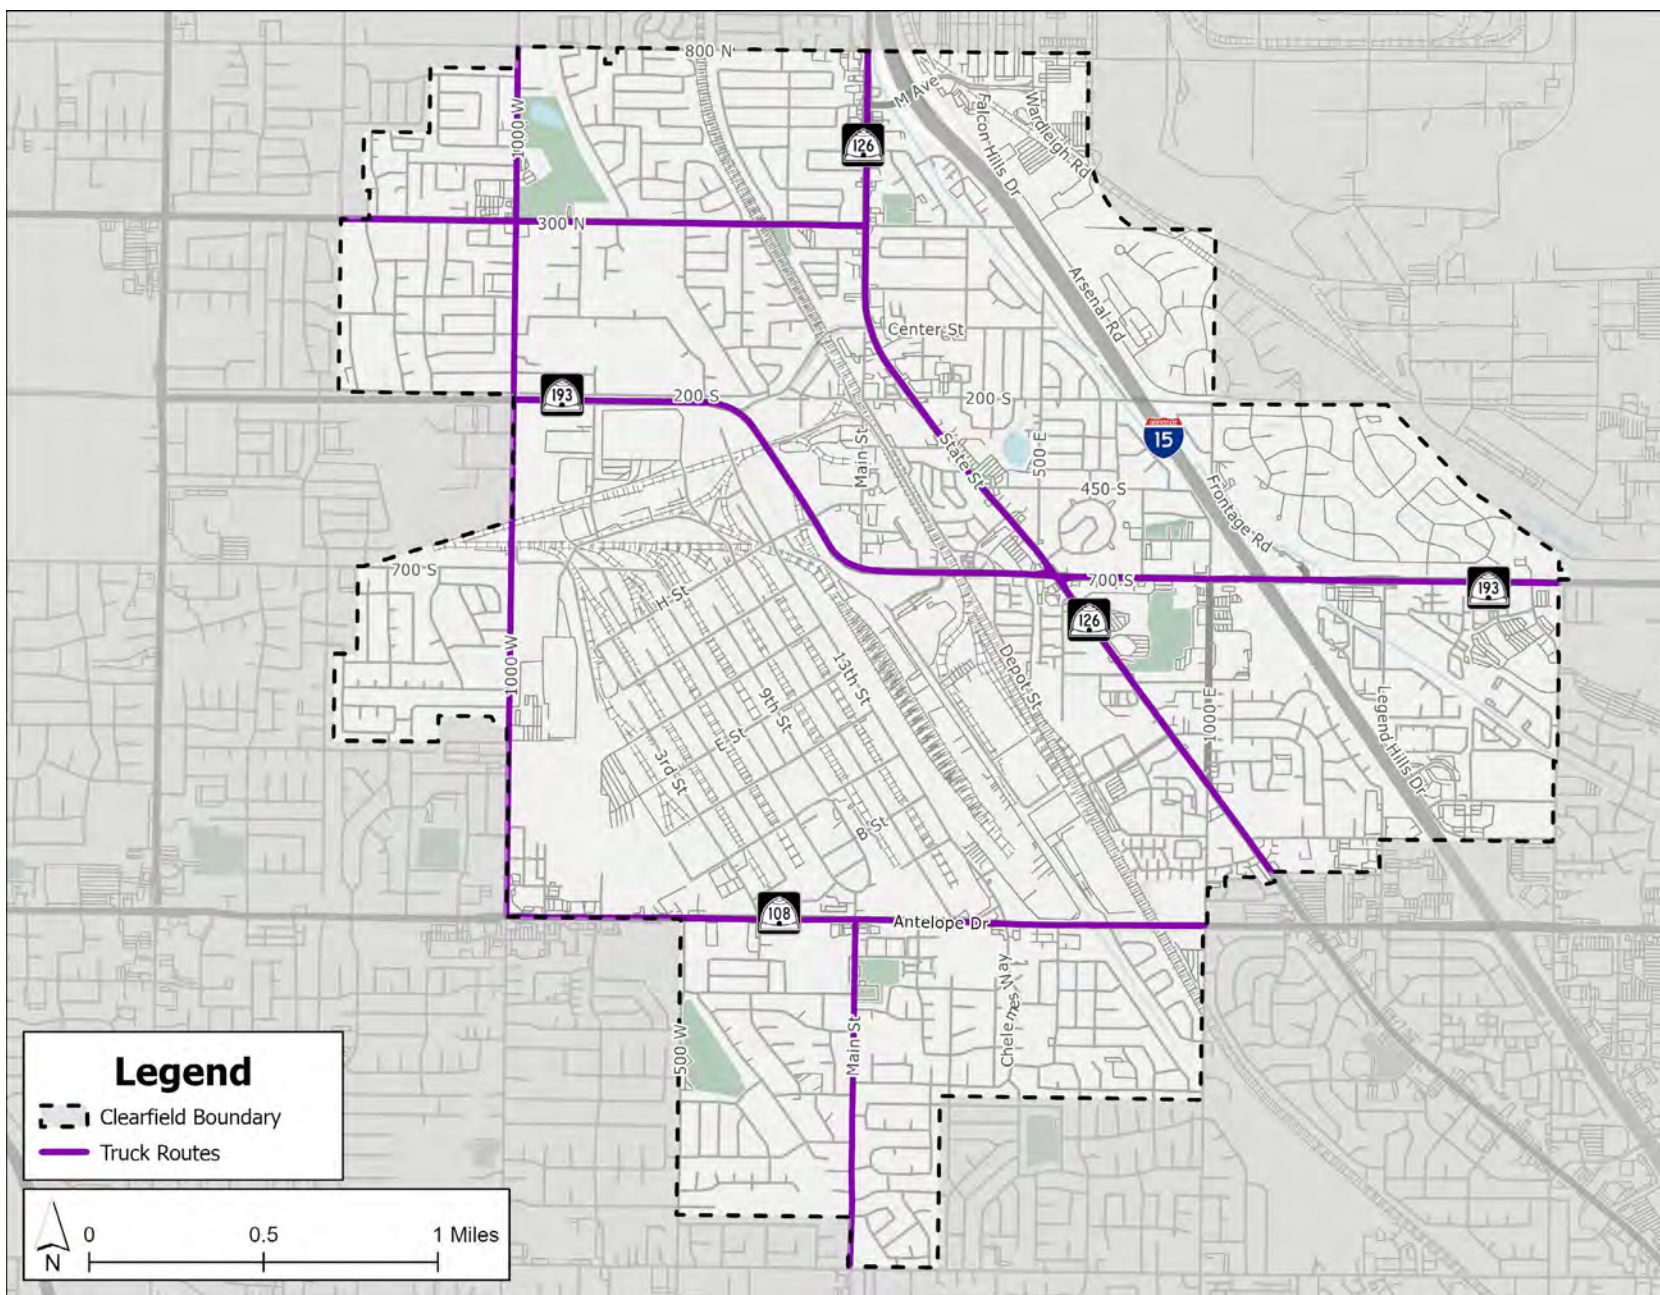 800 N
M Ave
Falcon Hills Dr
Wardleigh Rd
1000 W
126
300 N
Arsenal Rd
Center St
193
200 S
200 S
15
Main St
State St
500 E
450 S
Frontage Rd
700 S
700 S
193
H St
126
1000 W
13th St
Depot St
9th St
E St
3rd St
1000 E
Legend Hills Dr
B St
108
Antelope Dr
Chelemes Way
500 W
Main St
Legend
Clearfield Boundary
Truck Routes
N
0 0.5 1 Miles